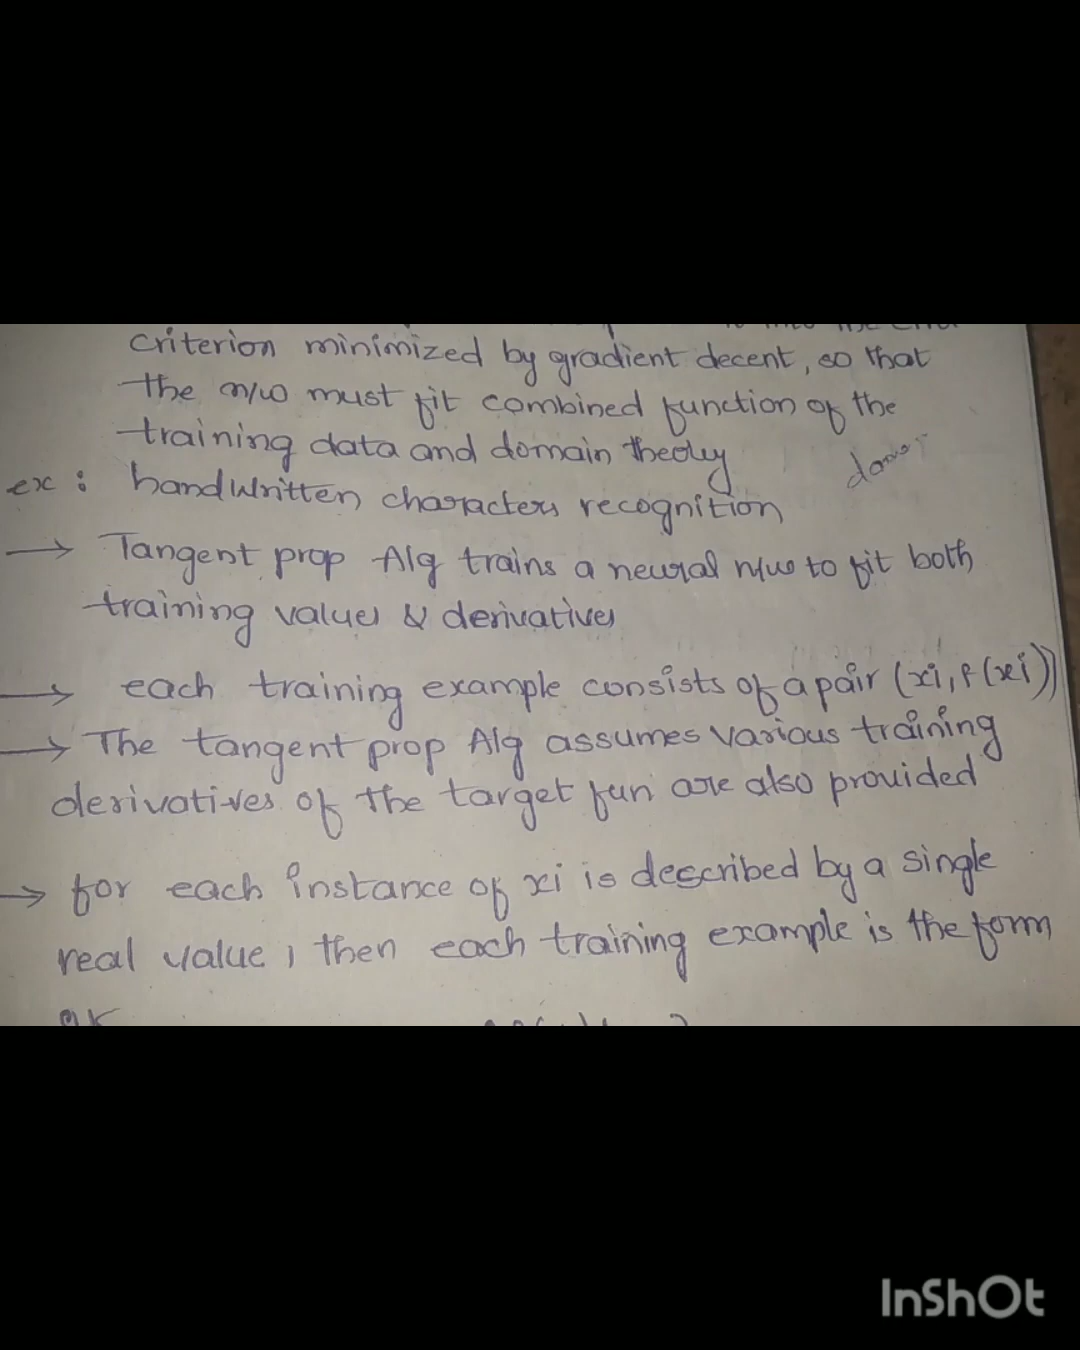 criterion minimized by gradient decent, so that
the n/w must fit combined function of the
training data and domain theory
ex : handwritten characters recognition
→ Tangent prop Alg trains a neural n/w to fit both
training values & derivatives
→ each training example consists of a pair (xi, f(xi))
→ The tangent prop Alg assumes various training
derivatives of the target fun are also provided
→ for each instance of xi is described by a single
real value, then each training example is the form
InShOt